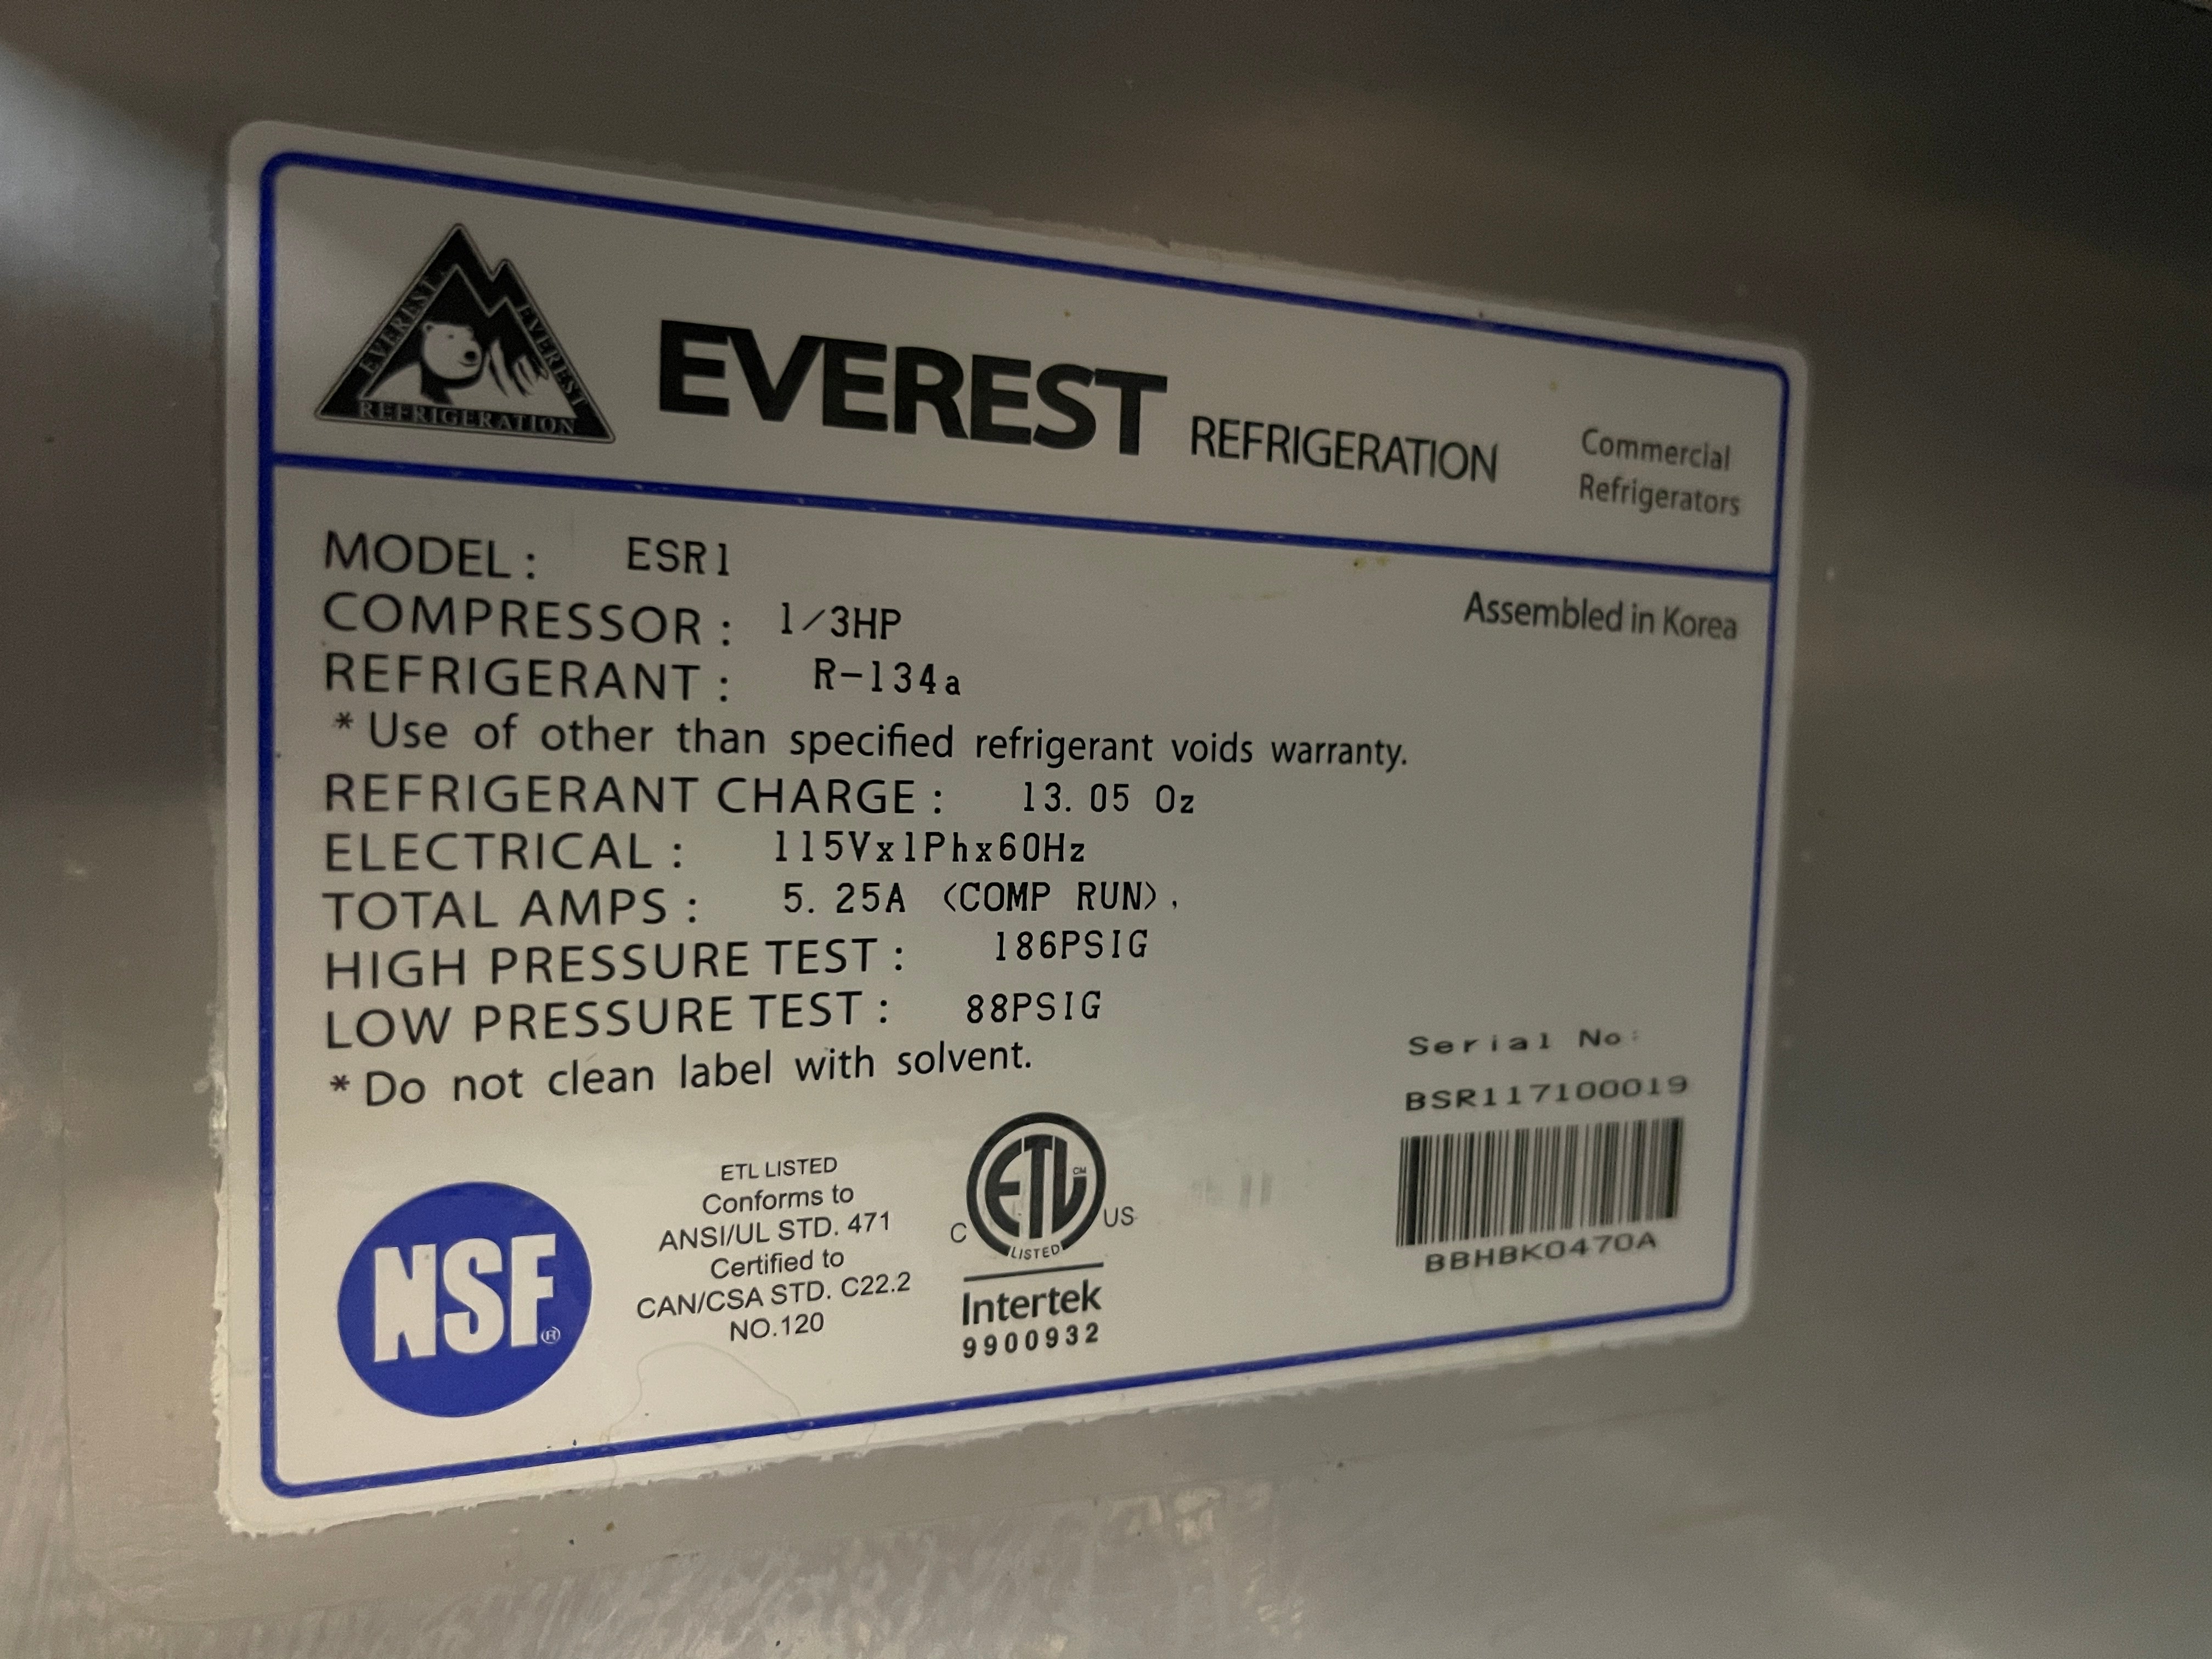 EVEREST EVEREST
REFRIGERATION
EVEREST REFRIGERATION
Commercial
Refrigerators
MODEL : ESR1
Assembled in Korea
COMPRESSOR : 1/3HP
REFRIGERANT : R-134a
* Use of other than specified refrigerant voids warranty.
REFRIGERANT CHARGE : 13.05 Oz
ELECTRICAL : 115Vx1Phx60Hz
TOTAL AMPS : 5.25A (COMP RUN),
HIGH PRESSURE TEST : 186PSIG
LOW PRESSURE TEST : 88PSIG
* Do not clean label with solvent.
Serial No:
BSR117100019
BBHBK0470A
NSF®
ETL LISTED
Conforms to
ANSI/UL STD. 471
Certified to
CAN/CSA STD. C22.2
NO.120
ETL CM
C LISTED US
Intertek
9900932